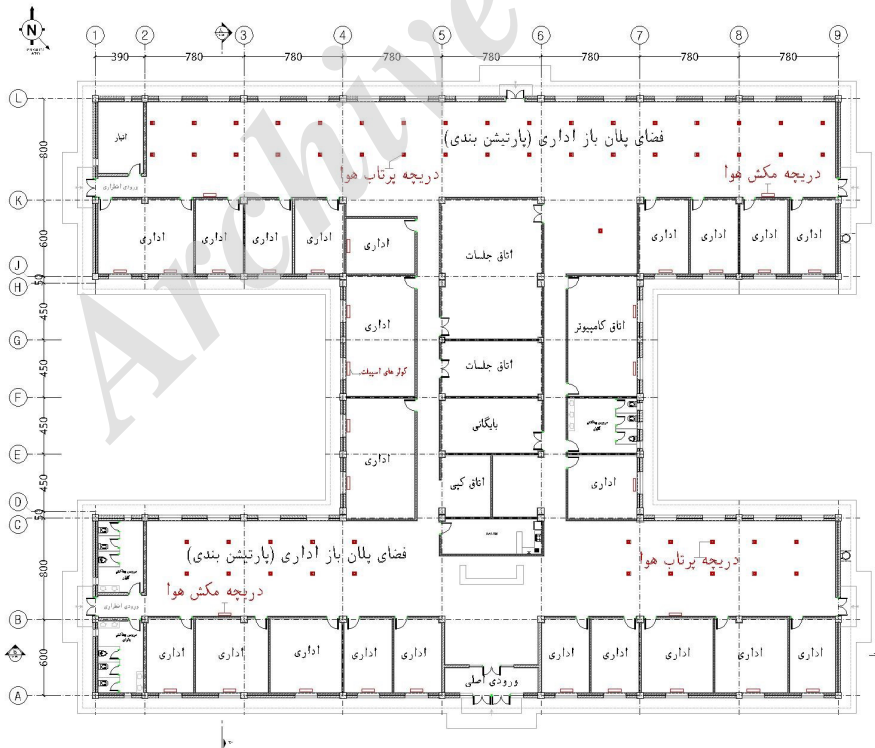 N
1 2 3 4 5 6 7 8 9
390 780 780 780 780 780 780 780
L
800
K
600
J
50
H
450
G
450
F
450
E
450
D
50
C
800
B
600
A
Archive
انبار
فضای پلان باز اداری (پارتیشن بندی)
دریچه پرتاب هوا
دریچه مکش هوا
ورودی اضطراری
اداری
اداری
اداری
اداری
اداری
اتاق جلسات
اداری
اداری
اداری
اداری
اداری
اتاق کامپیوتر
کولر های اسپیلت
اتاق جلسات
بایگانی
اداری
اتاق کپی
اداری
فضای پلان باز اداری (پارتیشن بندی)
دریچه پرتاب هوا
دریچه مکش هوا
ورودی اضطراری
اداری
اداری
اداری
اداری
اداری
اداری
اداری
اداری
اداری
اداری
ورودی اصلی